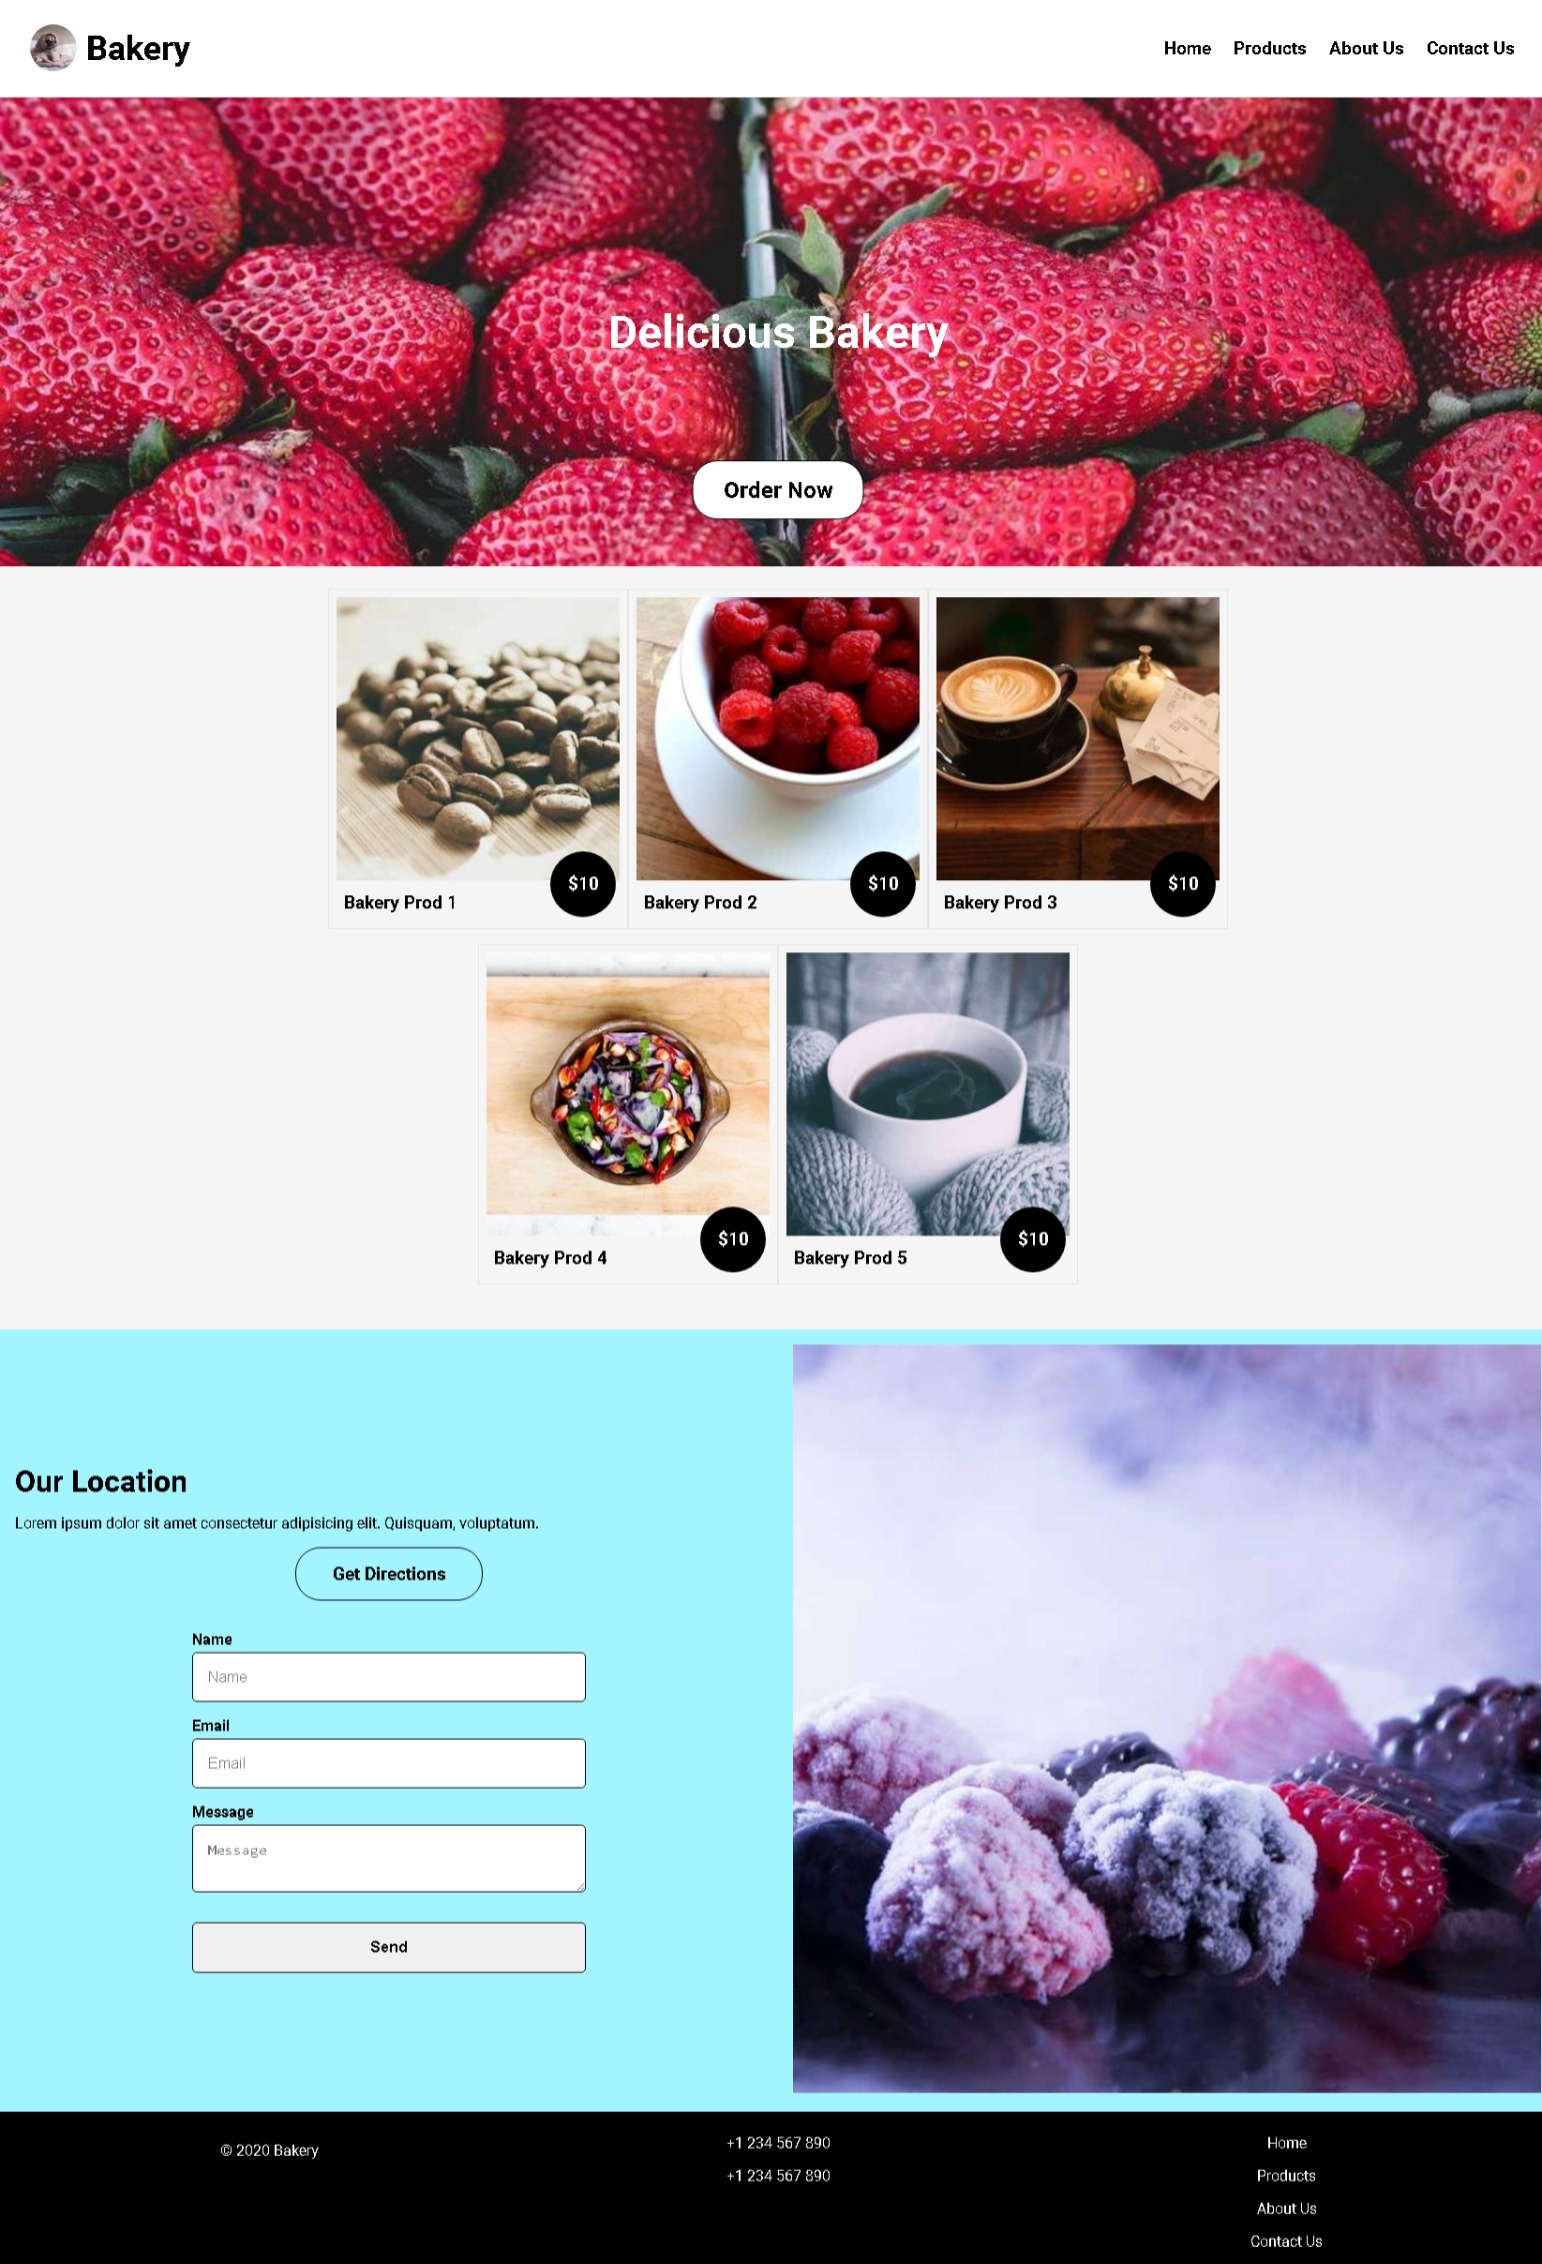 Bakery
Home Products About Us Contact Us
Delicious Bakery
Order Now
$10
Bakery Prod 1
$10
Bakery Prod 2
$10
Bakery Prod 3
$10
Bakery Prod 4
$10
Bakery Prod 5
Our Location
Lorem ipsum dolor sit amet consectetur adipisicing elit. Quisquam, voluptatum.
Get Directions
Name
Name
Email
Email
Message
Message
Send
© 2020 Bakery
+1 234 567 890
+1 234 567 890
Home
Products
About Us
Contact Us